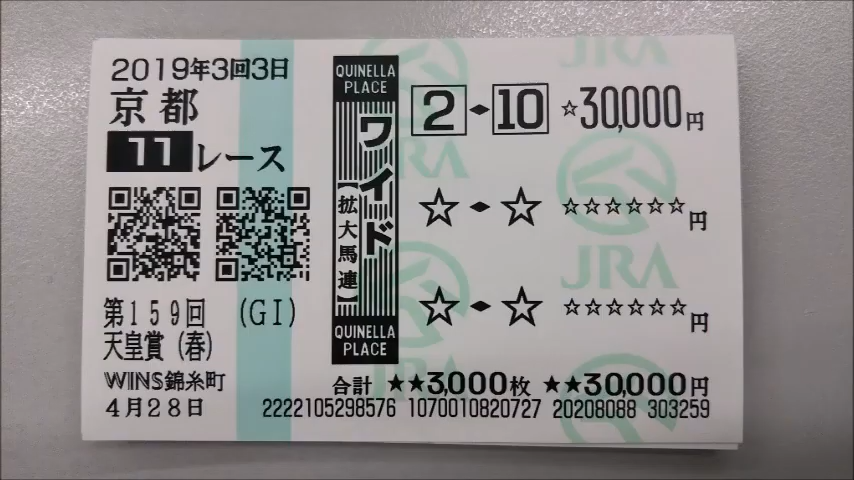 2019年3回3日
京都
11レース
第159回 (GI)
天皇賞(春)
WINS錦糸町
4月28日
QUINELLA
PLACE
ワイド
【拡大馬連】
QUINELLA
PLACE
2-10 ☆30,000円
☆-☆ ☆☆☆☆☆☆円
☆-☆ ☆☆☆☆☆☆円
合計 ★★3,000枚 ★★30,000円
2222105298576 1070010820727 20208088 303259
JRA
JRA
JRA
JRA
JRA